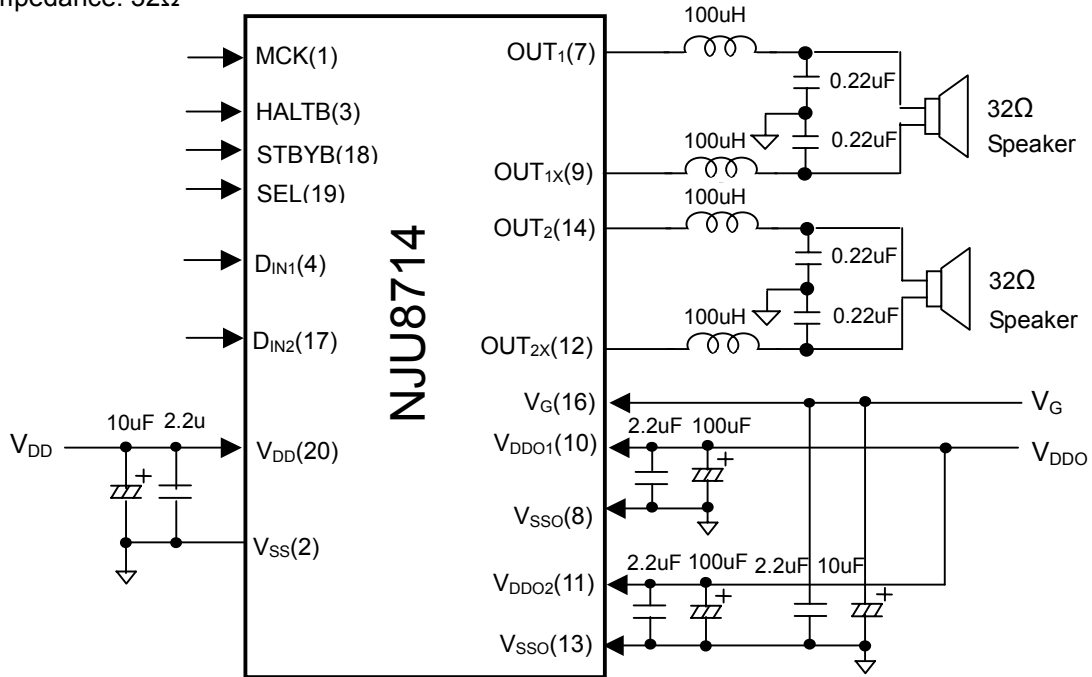 mpedance: 32Ω
100uH
MCK(1)
OUT1(7)
0.22uF
HALTB(3)
32Ω
STBYB(18)
100uH
0.22uF
Speaker
SEL(19)
OUT1X(9)
100uH
OUT2(14)
DIN1(4)
0.22uF
32Ω
100uH
0.22uF
Speaker
DIN2(17)
OUT2X(12)
NJU8714
VG(16)
VG
10uF 2.2u
2.2uF 100uF
VDD
VDD(20)
VDDO1(10)
VDDO
+
+
VSSO(8)
VSS(2)
2.2uF 100uF
2.2uF 10uF
VDDO2(11)
+
+
VSSO(13)